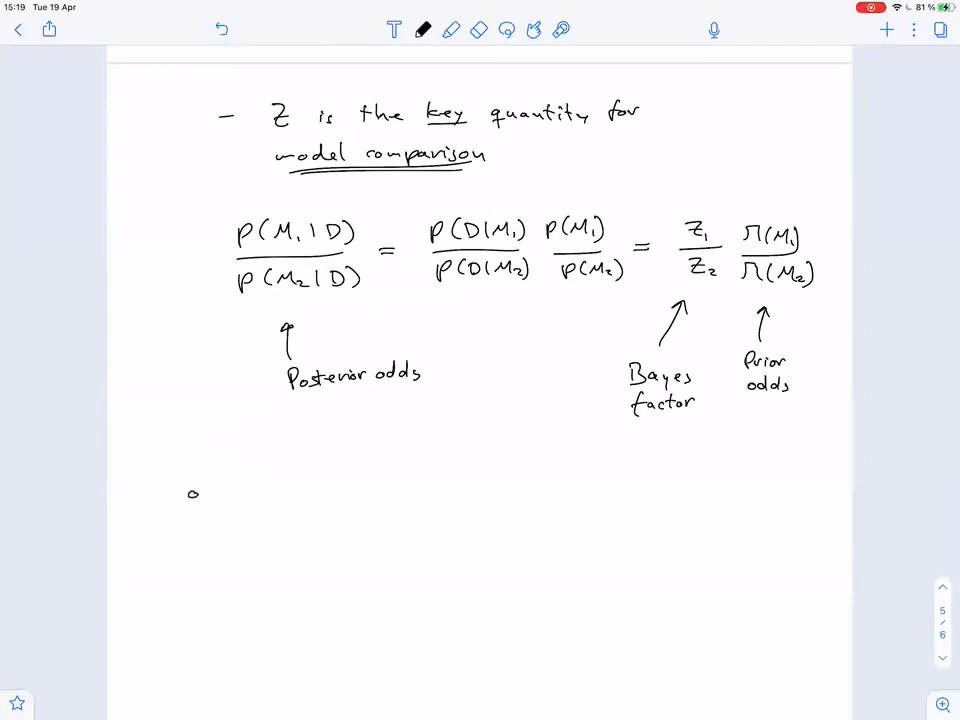 15:19 Tue 19 Apr
81 %
- Z is the key quantity for
model comparison
p(M₁|D) / p(M₂|D) = p(D|M₁) / p(D|M₂) p(M₁) / p(M₂) = Z₁ / Z₂ π(M₁) / π(M₂)
Posterior odds
Bayes factor
Prior odds
5
/
6